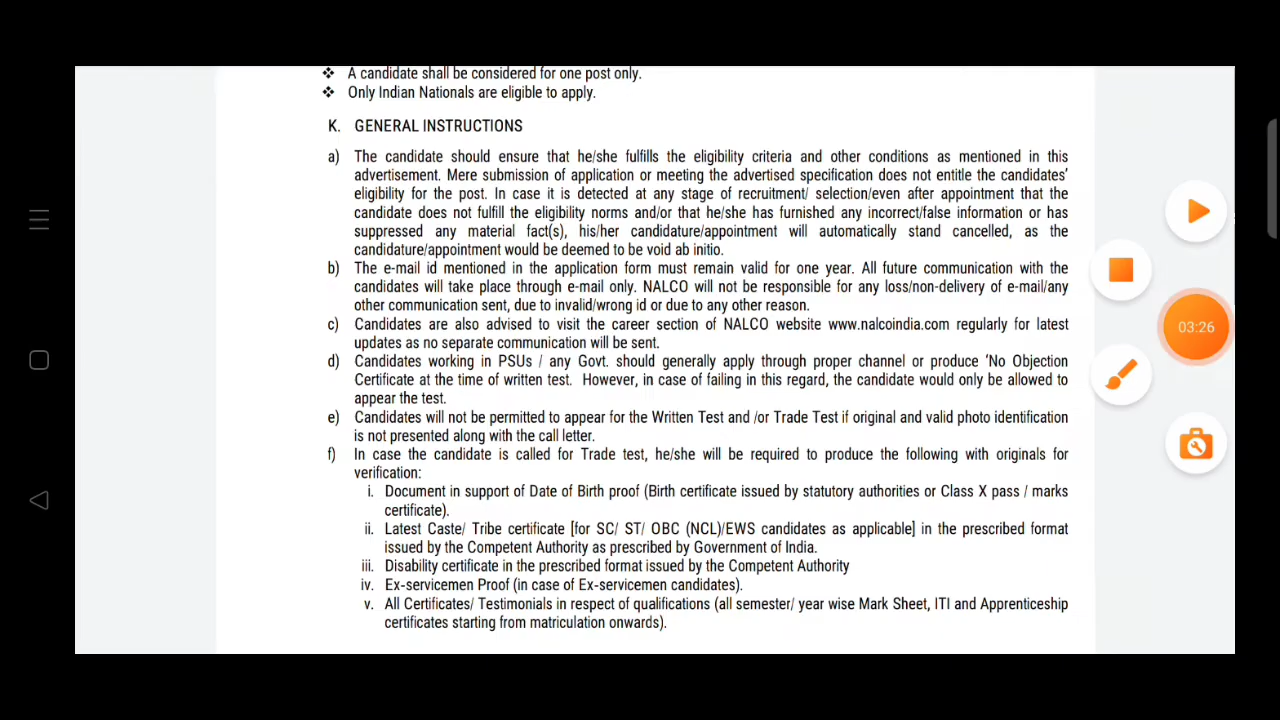 ❖ A candidate shall be considered for one post only.
❖ Only Indian Nationals are eligible to apply.
K. GENERAL INSTRUCTIONS
a) The candidate should ensure that he/she fulfills the eligibility criteria and other conditions as mentioned in this
advertisement. Mere submission of application or meeting the advertised specification does not entitle the candidates'
eligibility for the post. In case it is detected at any stage of recruitment/ selection/even after appointment that the
candidate does not fulfill the eligibility norms and/or that he/she has furnished any incorrect/false information or has
suppressed any material fact(s), his/her candidature/appointment will automatically stand cancelled, as the
candidature/appointment would be deemed to be void ab initio.
b) The e-mail id mentioned in the application form must remain valid for one year. All future communication with the
candidates will take place through e-mail only. NALCO will not be responsible for any loss/non-delivery of e-mail/any
other communication sent, due to invalid/wrong id or due to any other reason.
c) Candidates are also advised to visit the career section of NALCO website www.nalcoindia.com regularly for latest
updates as no separate communication will be sent.
d) Candidates working in PSUs / any Govt. should generally apply through proper channel or produce 'No Objection
Certificate at the time of written test. However, in case of failing in this regard, the candidate would only be allowed to
appear the test.
e) Candidates will not be permitted to appear for the Written Test and /or Trade Test if original and valid photo identification
is not presented along with the call letter.
f) In case the candidate is called for Trade test, he/she will be required to produce the following with originals for
verification:
i. Document in support of Date of Birth proof (Birth certificate issued by statutory authorities or Class X pass / marks
certificate).
ii. Latest Caste/ Tribe certificate [for SC/ ST/ OBC (NCL)/EWS candidates as applicable] in the prescribed format
issued by the Competent Authority as prescribed by Government of India.
iii. Disability certificate in the prescribed format issued by the Competent Authority
iv. Ex-servicemen Proof (in case of Ex-servicemen candidates).
v. All Certificates/ Testimonials in respect of qualifications (all semester/ year wise Mark Sheet, ITI and Apprenticeship
certificates starting from matriculation onwards).
03:26